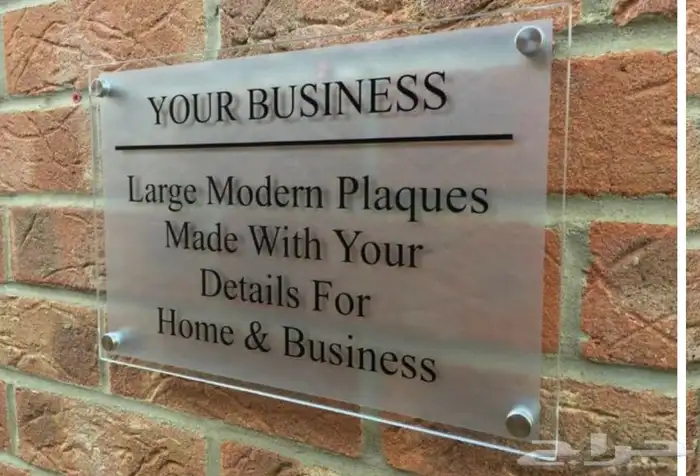 YOUR BUSINESS
Large Modern Plaques
Made With Your
Details For
Home & Business
حراج